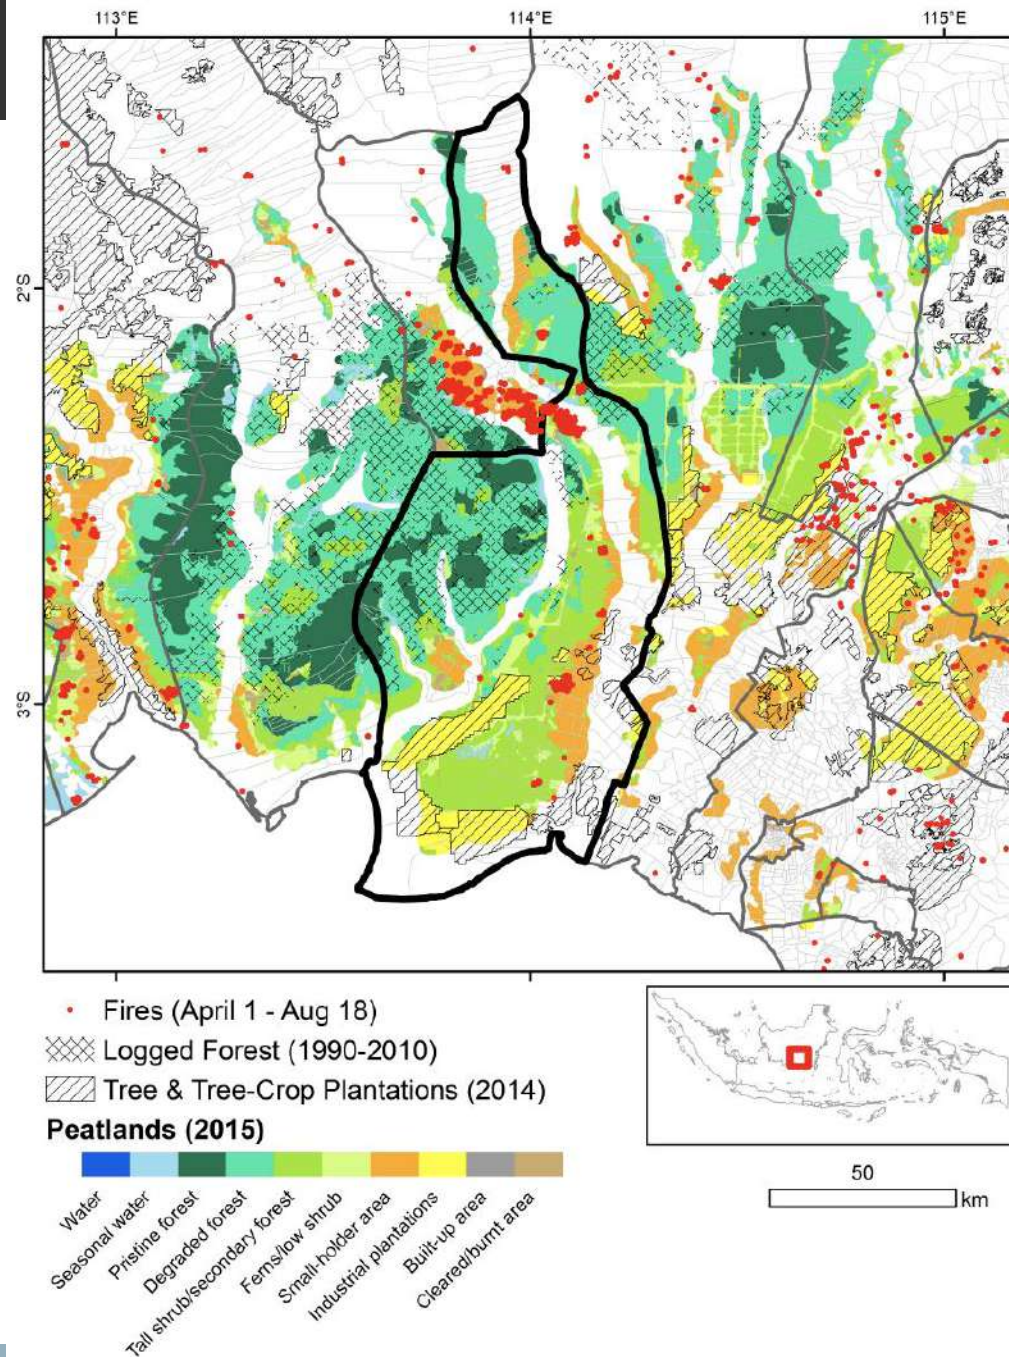 113°E
114°E
115°E
2°S
3°S
Fires (April 1 - Aug 18)
Logged Forest (1990-2010)
Tree & Tree-Crop Plantations (2014)
Peatlands (2015)
Water
Seasonal water
Pristine forest
Degraded forest
Tall shrub/secondary forest
Ferns/low shrub
Small-holder area
Industrial plantations
Built-up area
Cleared/burnt area
50
km